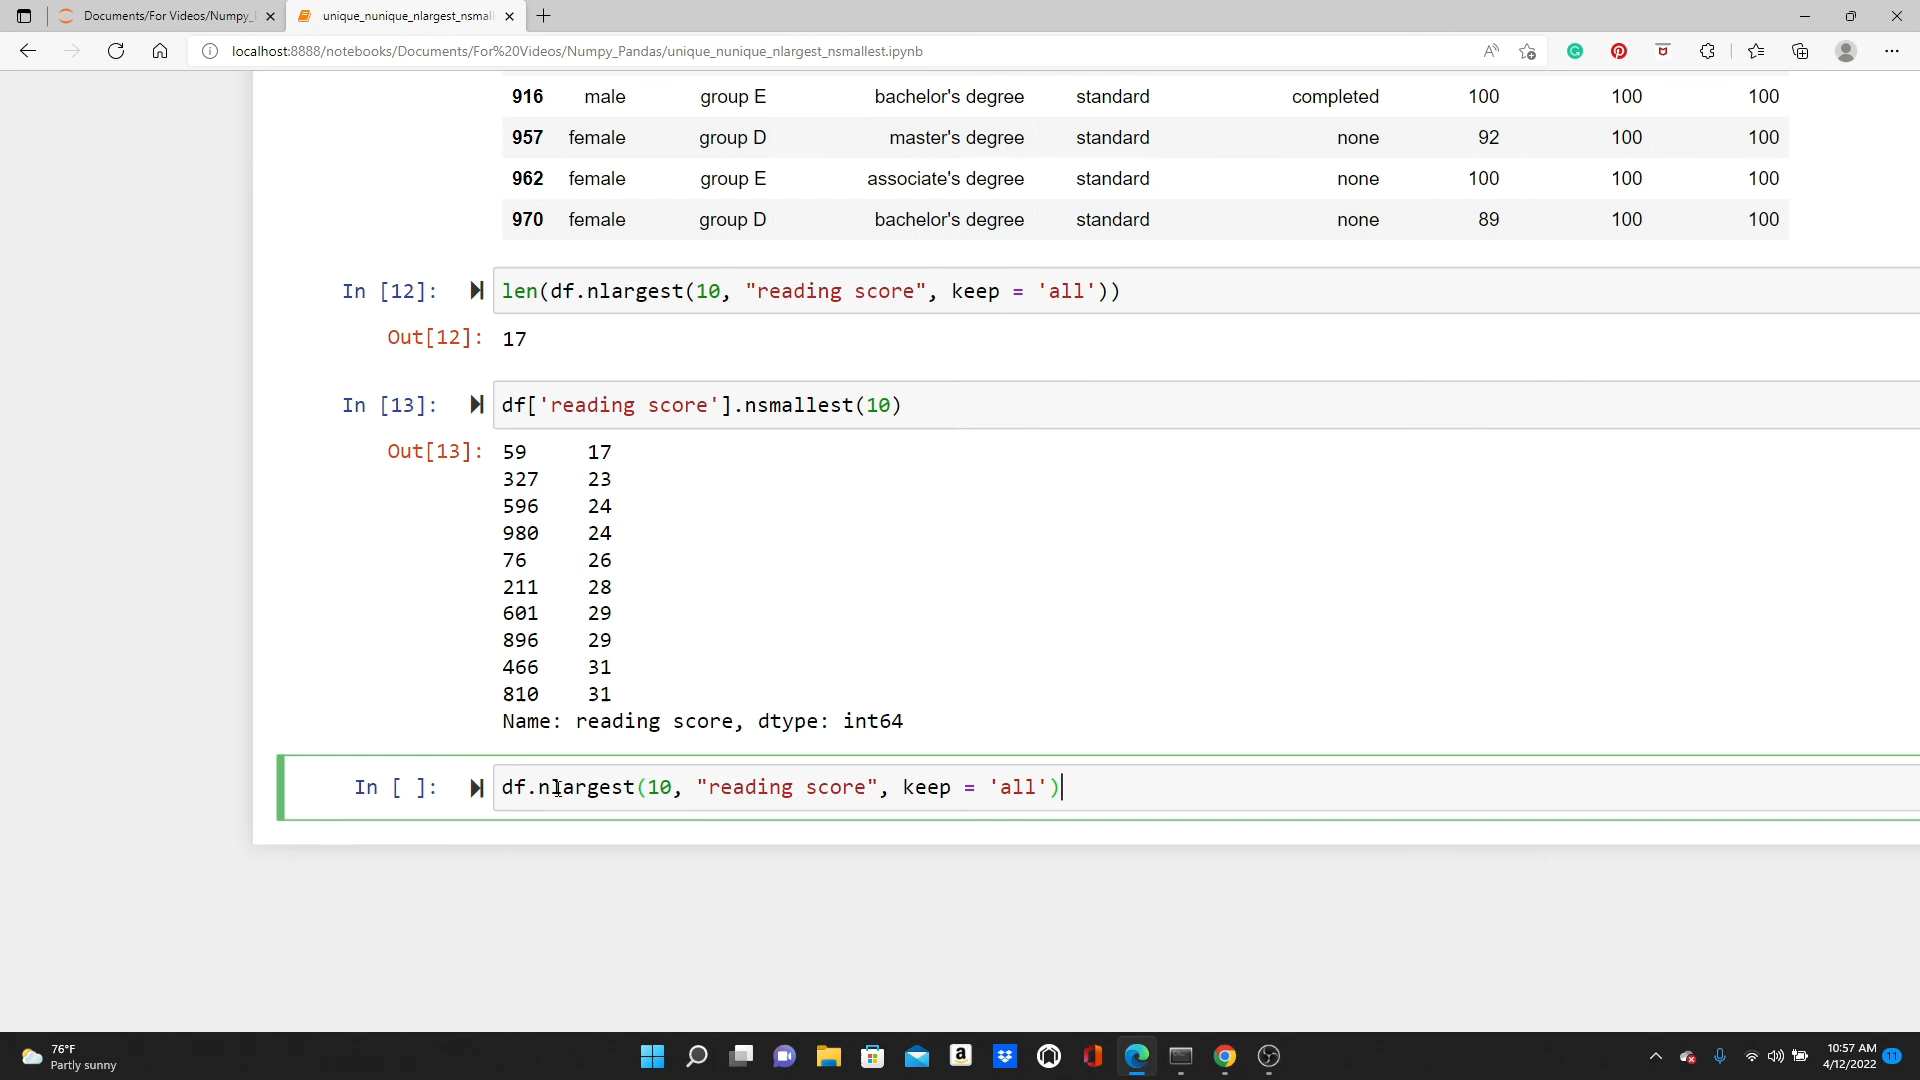 Documents/For Videos/Numpy_
unique_nunique_nlargest_nsmall
localhost:8888/notebooks/Documents/For%20Videos/Numpy_Pandas/unique_nunique_nlargest_nsmallest.ipynb
916 male group E bachelor's degree standard completed 100 100 100
957 female group D master's degree standard none 92 100 100
962 female group E associate's degree standard none 100 100 100
970 female group D bachelor's degree standard none 89 100 100
In [12]: len(df.nlargest(10, "reading score", keep = 'all'))
Out[12]: 17
In [13]: df['reading score'].nsmallest(10)
Out[13]: 59 17
327 23
596 24
980 24
76 26
211 28
601 29
896 29
466 31
810 31
Name: reading score, dtype: int64
In [ ]: df.nlargest(10, "reading score", keep = 'all')
76°F
Partly sunny
10:57 AM
4/12/2022
11